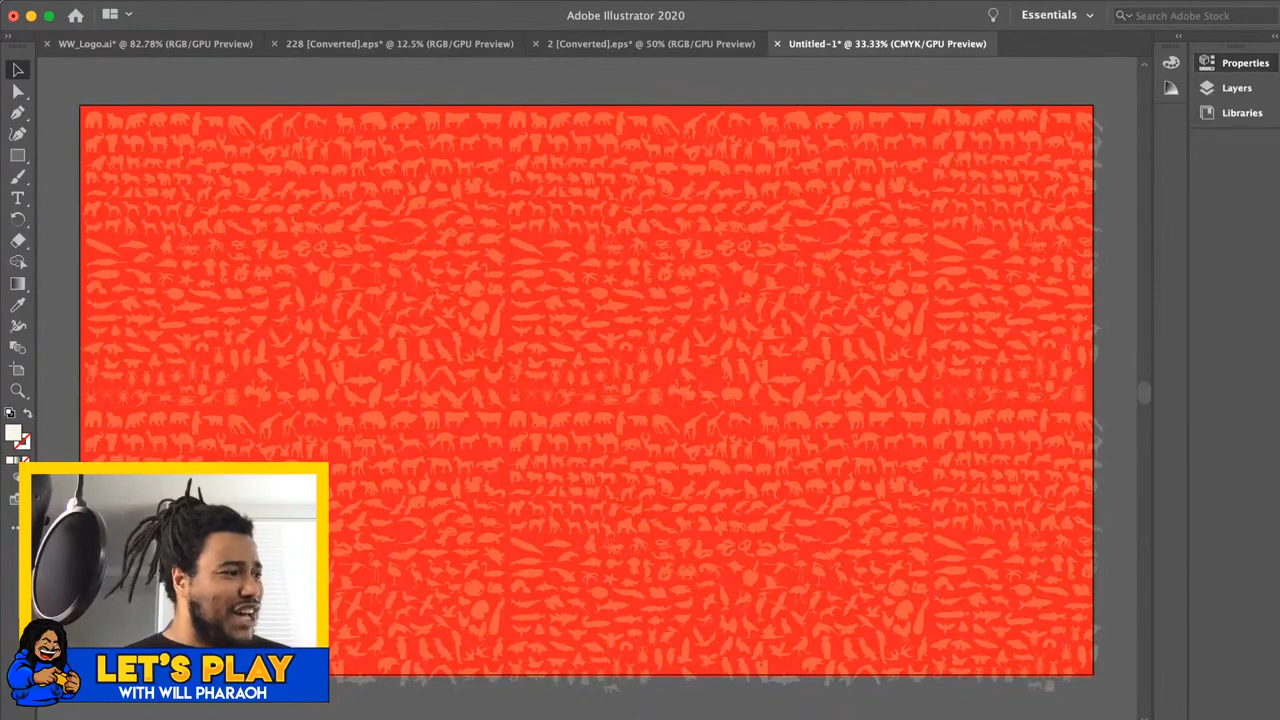 Adobe Illustrator 2020
Essentials
Search Adobe Stock
WW_Logo.ai* @ 82.78% (RGB/GPU Preview)
228 [Converted].eps* @ 12.5% (RGB/GPU Preview)
2 [Converted].eps* @ 50% (RGB/GPU Preview)
Untitled-1* @ 33.33% (CMYK/GPU Preview)
Properties
Layers
Libraries
LET'S PLAY
WITH WILL PHARAOH